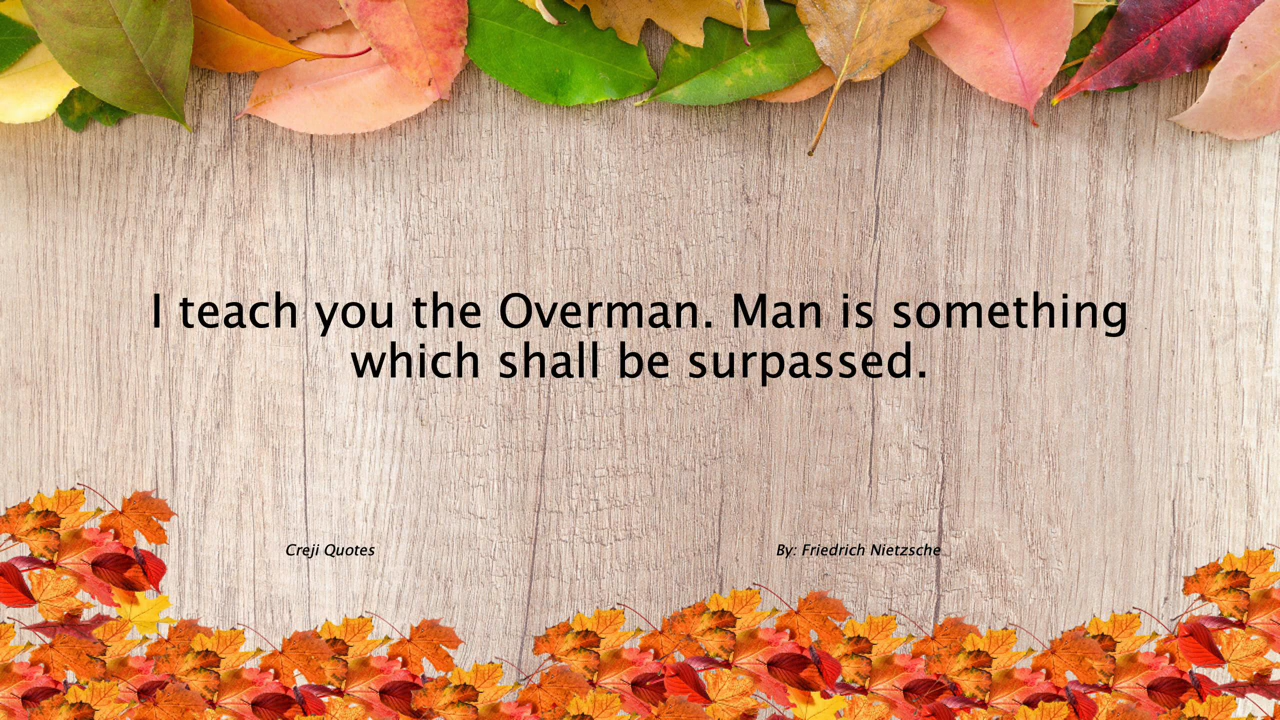 I teach you the Overman. Man is something
which shall be surpassed.
Creji Quotes
By: Friedrich Nietzsche